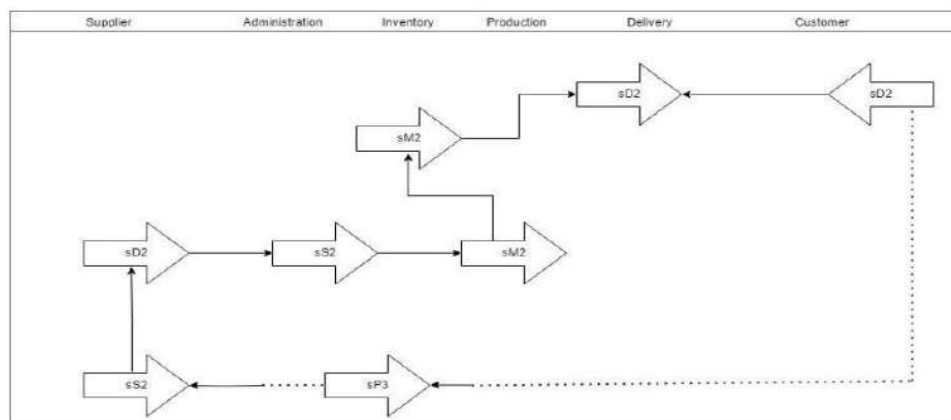 Supplier Administration Inventory Production Delivery Customer
sD2 sD2
sM2
sD2 sS2 sM2
sS2 sP3